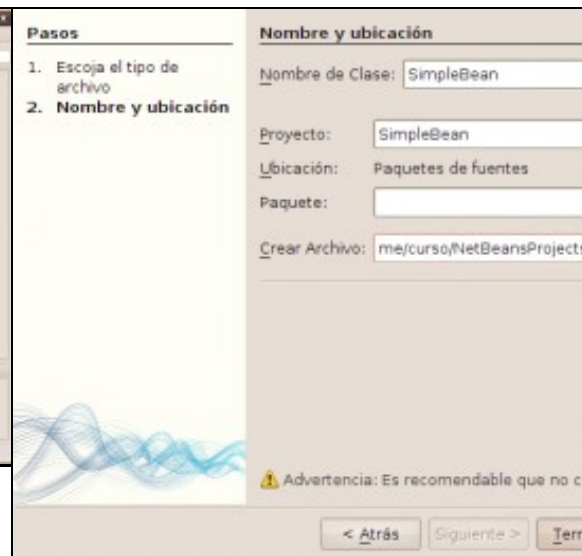 Pasos
1. Escoja el tipo de
archivo
2. Nombre y ubicación
Nombre y ubicación
Nombre de Clase: SimpleBean
Proyecto: SimpleBean
Ubicación: Paquetes de fuentes
Paquete:
Crear Archivo: me/curso/NetBeansProjects
Advertencia: Es recomendable que no c
< Atrás Siguiente > Term